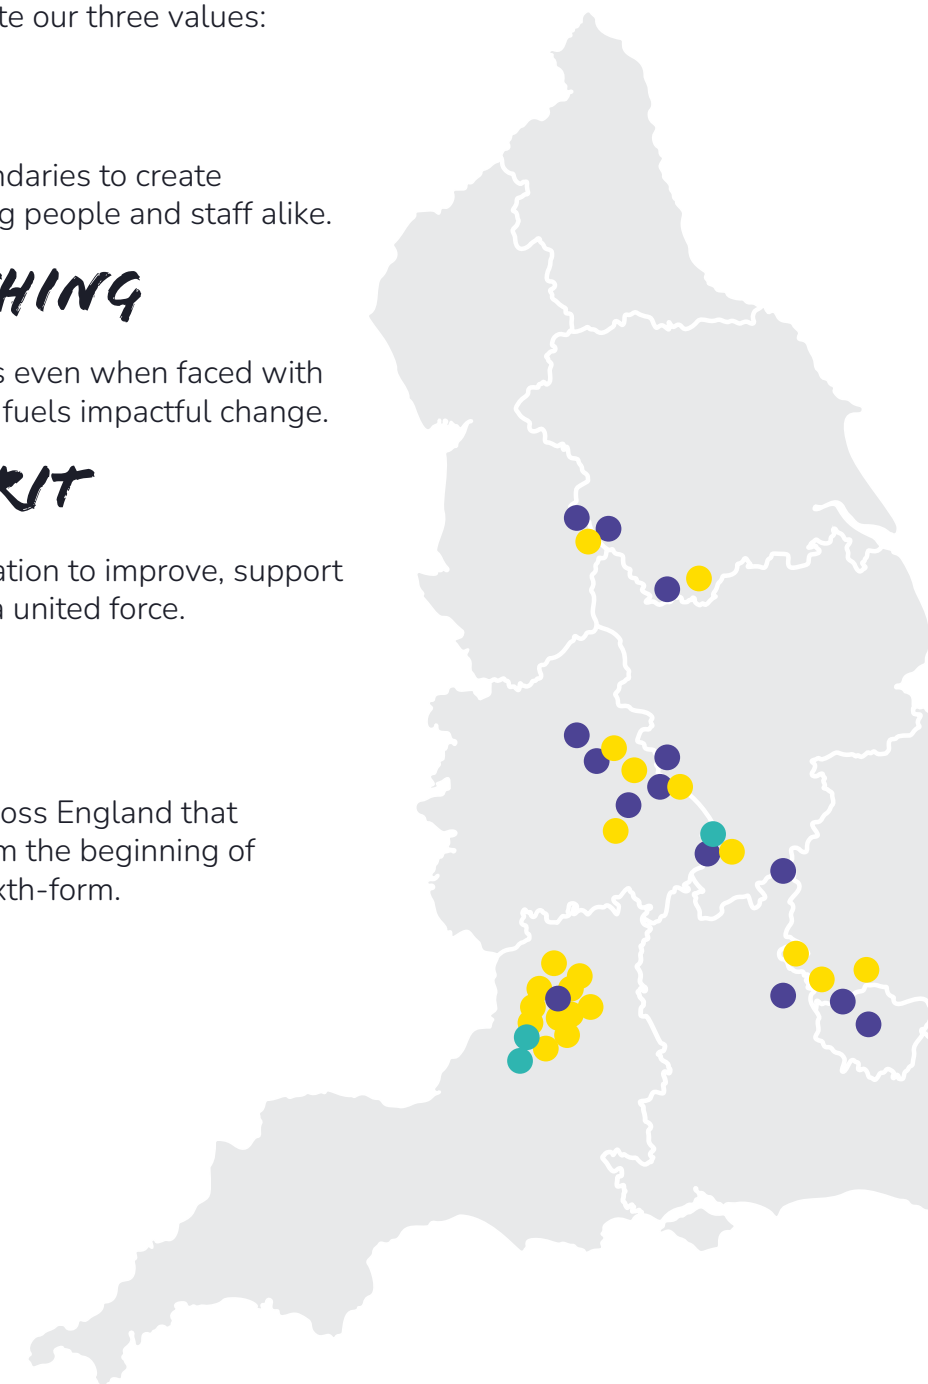 te our three values:
ndaries to create
g people and staff alike.
HING
s even when faced with
fuels impactful change.
RIT
ation to improve, support
a united force.
oss England that
m the beginning of
xth-form.